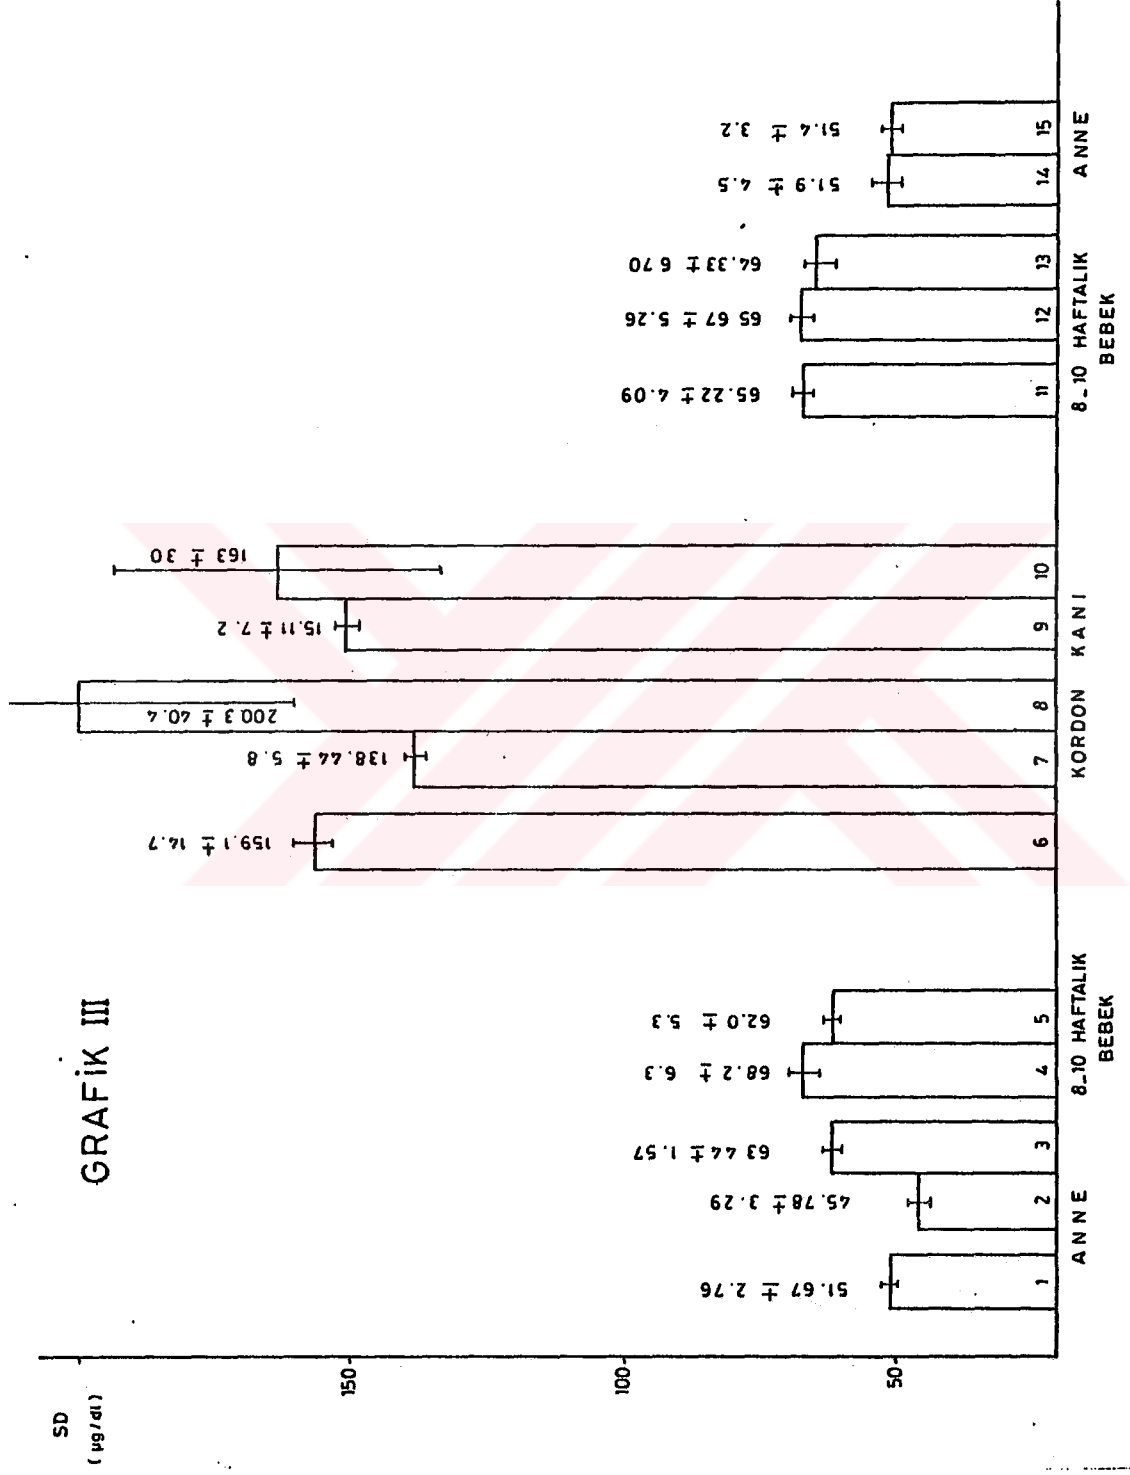 GRAFİK III
SD
(µg/dl)
150
100
50
51.67 ± 2.76
45.78 ± 3.29
63 44 ± 1.57
68.2 ± 6.3
62.0 ± 5.3
159.1 ± 14.7
138.44 ± 5.8
200.3 ± 40.4
15.11 ± 7.2
163 ± 30
65.22 ± 4.09
65 67 ± 5.26
64.33 ± 6 70
51.9 ± 4.5
51.4 ± 3.2
1 2 3 4 5 6 7 8 9 10 11 12 13 14 15
ANNE
8_10 HAFTALIK
BEBEK
KORDON KANI
8_10 HAFTALIK
BEBEK
ANNE